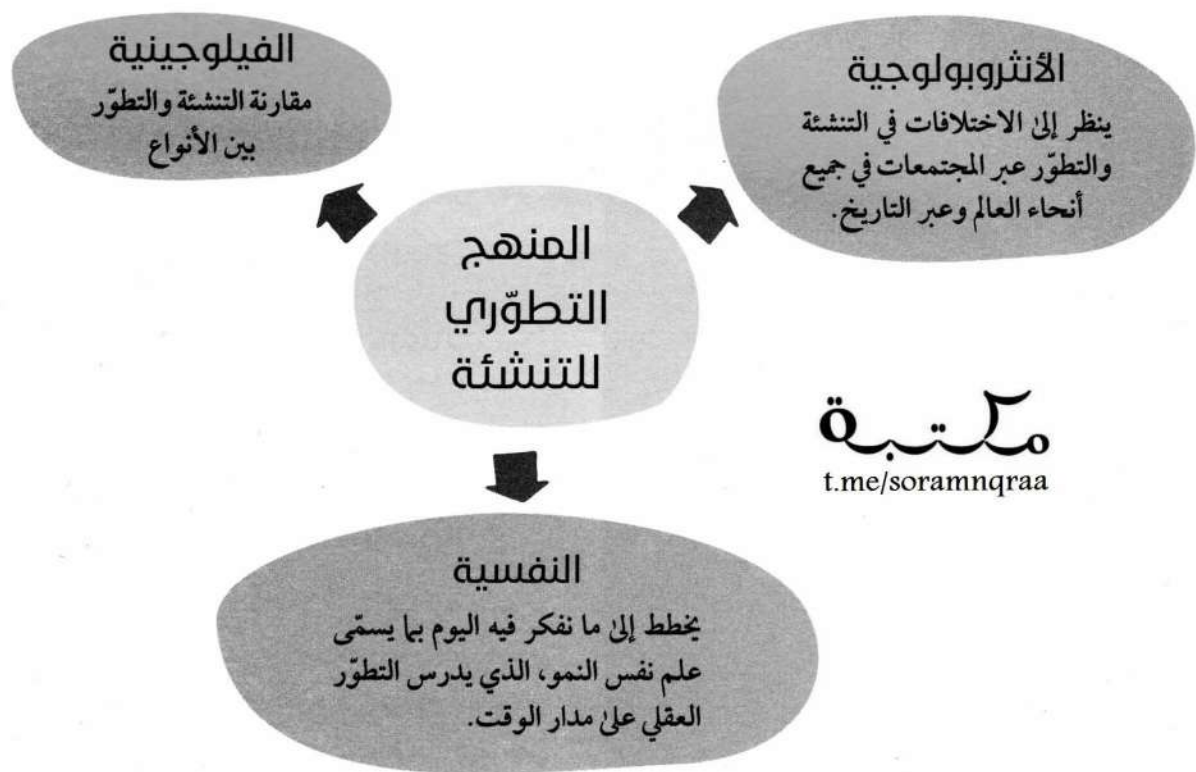 الأنثروبولوجية
ينظر إلىٰ الاختلافات في التنشئة
والتطوّر عبر المجتمعات في جميع
أنحاء العالم وعبر التاريخ.
الفيلوجينية
مقارنة التنشئة والتطوّر
بين الأنواع
المنهج
التطوّري
للتنشئة
مكتبة
t.me/soramnqraa
النفسية
يخطط إلىٰ ما نفكر فيه اليوم بما يسمّى
علم نفس النمو، الذي يدرس التطوّر
العقلي علىٰ مدار الوقت.